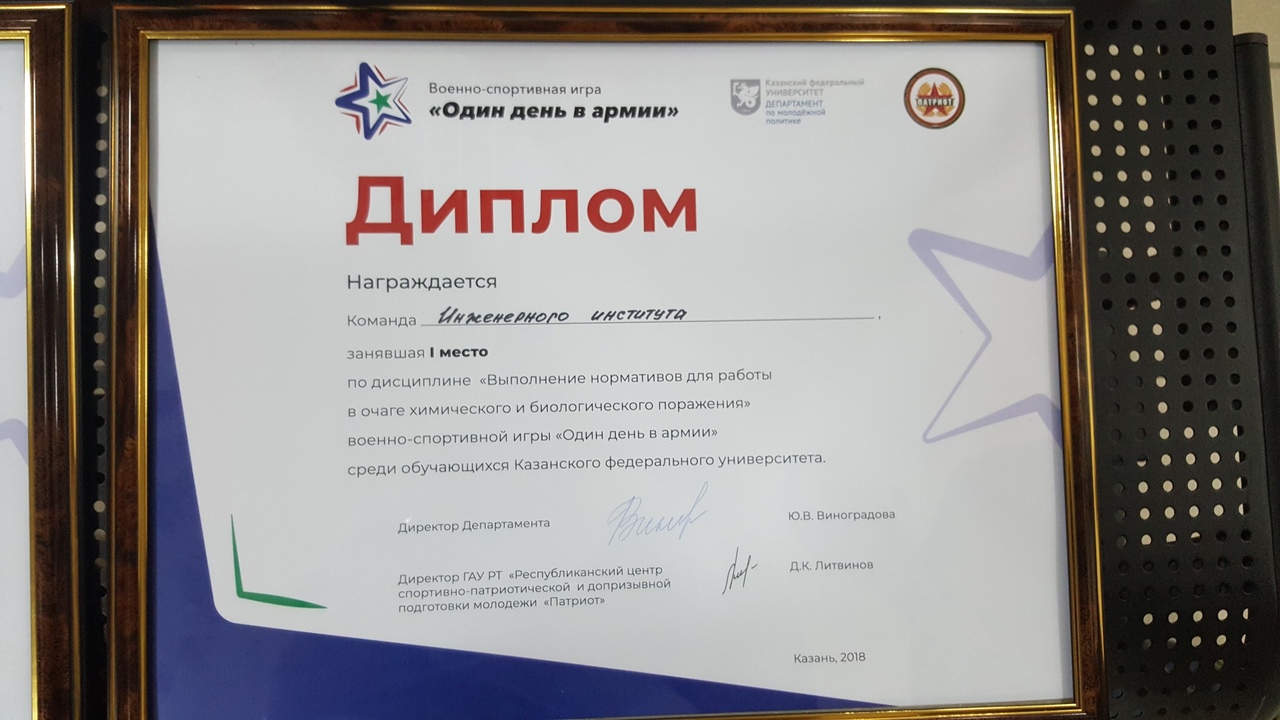 Военно-спортивная игра
«Один день в армии»
Казанский федеральный
УНИВЕРСИТЕТ
ДЕПАРТАМЕНТ
по молодёжной
политике
ПАТРИОТ
Диплом
Награждается
Команда Инженерного института,
занявшая I место
по дисциплине «Выполнение нормативов для работы
в очаге химического и биологического поражения»
военно-спортивной игры «Один день в армии»
среди обучающихся Казанского федерального университета.
Директор Департамента Ю.В. Виноградова
Директор ГАУ РТ «Республиканский центр
спортивно-патриотической и допризывной
подготовки молодежи «Патриот»
Д.К. Литвинов
Казань, 2018